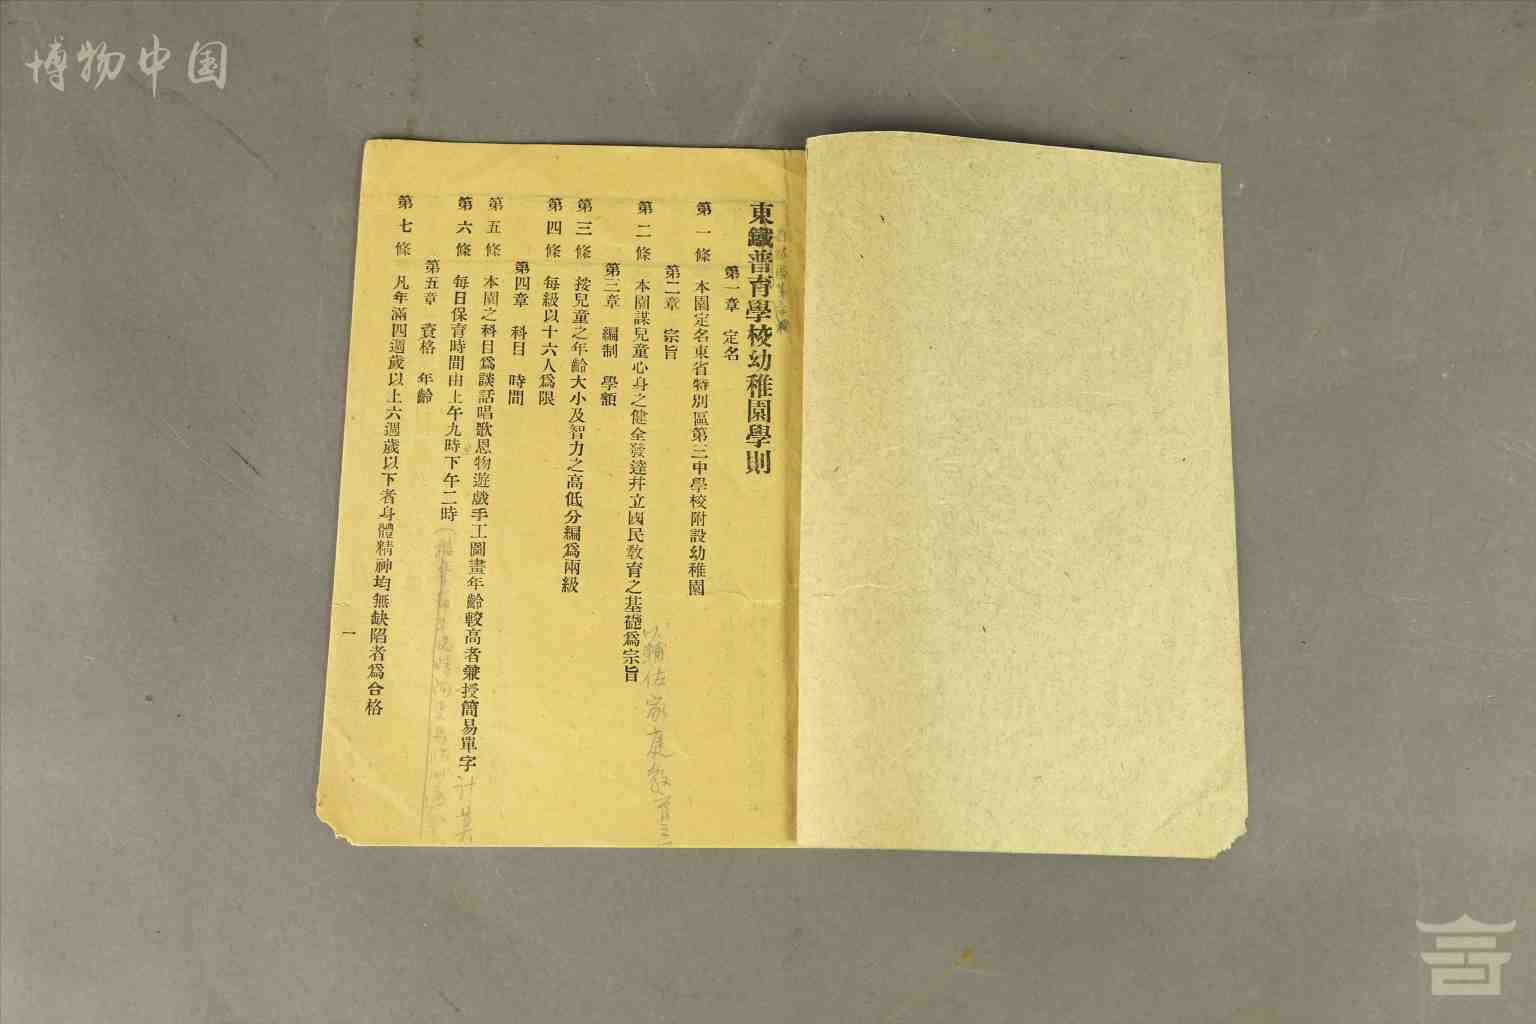 博物中国
東鐵普育學校幼稚園學則
第一章　定名
第一條　本園定名東省特別區第三中學校附設幼稚園
第二章　宗旨
第二條　本園謀兒童心身之健全發達幷立國民教育之基礎爲宗旨
以輔佐家庭教育
第三章　編制　學額
第三條　按兒童之年齡大小及智力之高低分編爲兩級
第四條　每級以十六人爲限
第四章　科目　時間
第五條　本園之科目爲談話唱歌恩物遊戲手工圖畫年齡較高者兼授簡易單字計算
第六條　每日保育時間由上午九時下午二時
第五章　資格　年齡
第七條　凡年滿四週歲以上六週歲以下者身體精神均無缺陷者爲合格
一